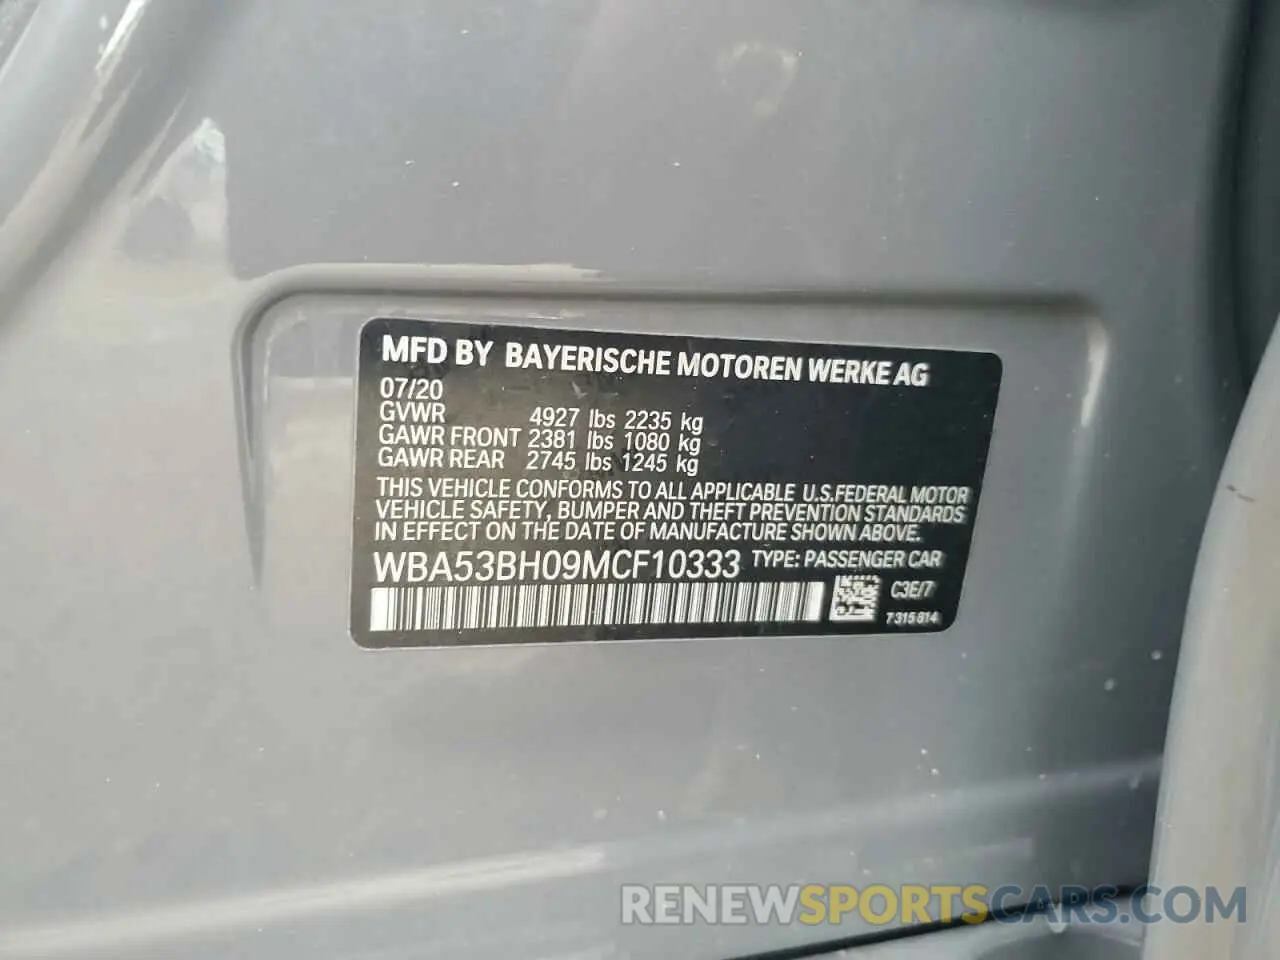 MFD BY BAYERISCHE MOTOREN WERKE AG
07/20
GVWR 4927 lbs 2235 kg
GAWR FRONT 2381 lbs 1080 kg
GAWR REAR 2745 lbs 1245 kg
THIS VEHICLE CONFORMS TO ALL APPLICABLE U.S.FEDERAL MOTOR
VEHICLE SAFETY, BUMPER AND THEFT PREVENTION STANDARDS
IN EFFECT ON THE DATE OF MANUFACTURE SHOWN ABOVE.
WBA53BH09MCF10333 TYPE: PASSENGER CAR
C3E/7
7 315 814
RENEWSPORTSCARS.COM